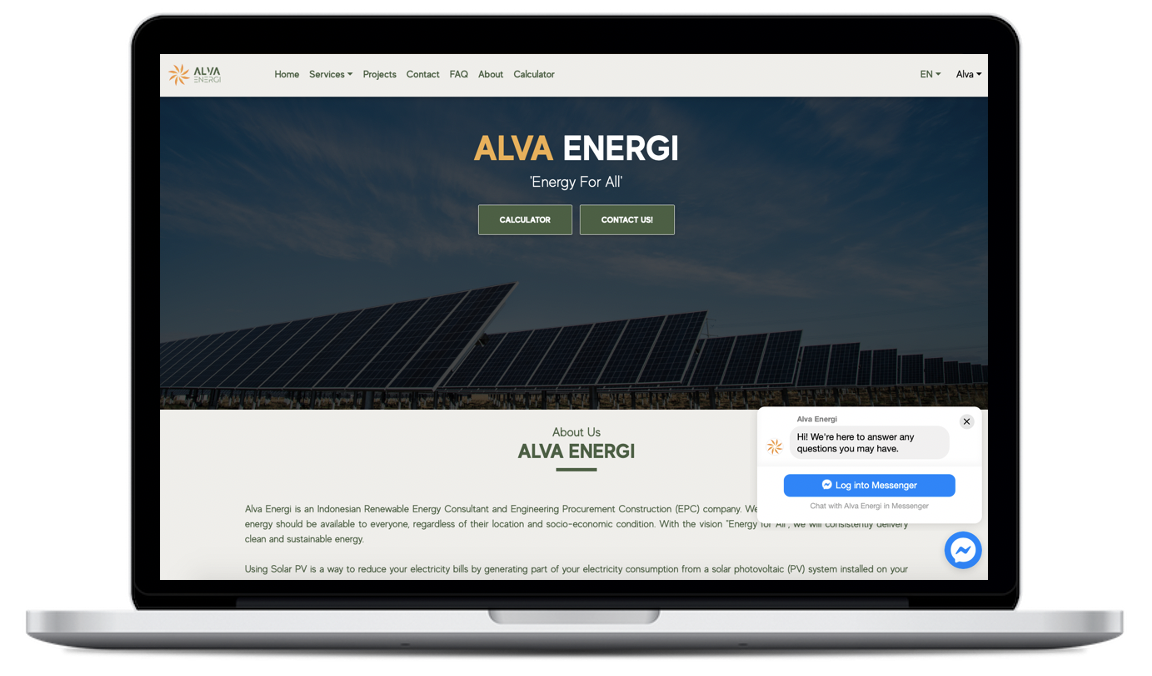 ALVA
ENERGI
Home Services Projects Contact FAQ About Calculator
EN Alva
ALVA ENERGI
'Energy For All'
CALCULATOR CONTACT US!
About Us
ALVA ENERGI
Alva Energi is an Indonesian Renewable Energy Consultant and Engineering Procurement Construction (EPC) company. We
energy should be available to everyone, regardless of their location and socio-economic condition. With the vision "Energy for All", we will consistently delivery
clean and sustainable energy.
Using Solar PV is a way to reduce your electricity bills by generating part of your electricity consumption from a solar photovoltaic (PV) system installed on your
Alva Energi
Hi! We're here to answer any
questions you may have.
Log into Messenger
Chat with Alva Energi in Messenger